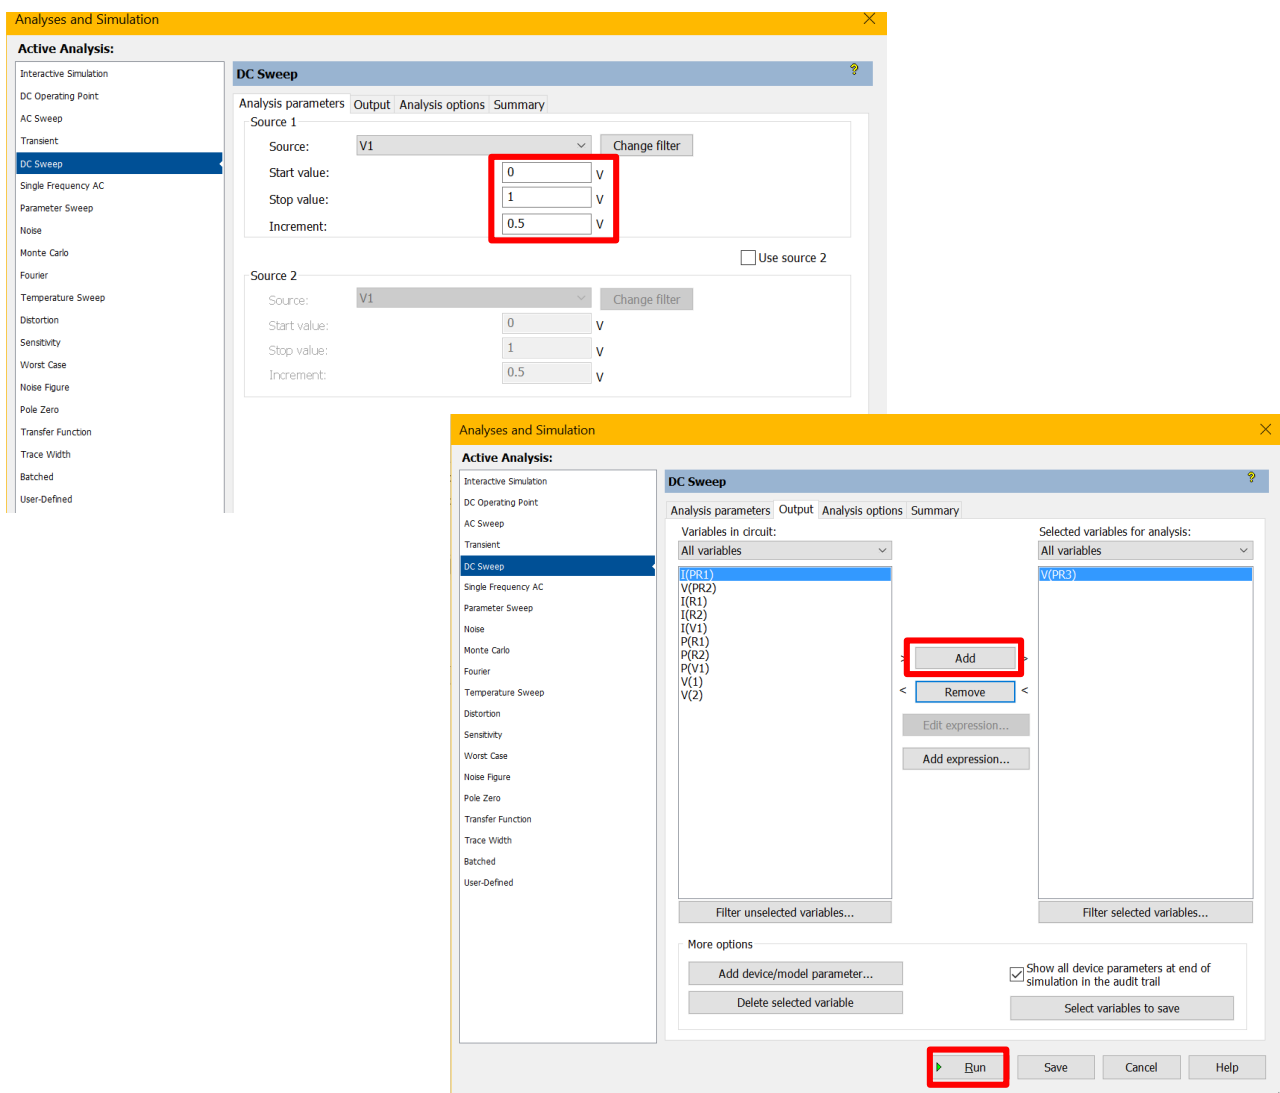 Analyses and Simulation
Active Analysis:
Interactive Simulation
DC Operating Point
AC Sweep
Transient
DC Sweep
Single Frequency AC
Parameter Sweep
Noise
Monte Carlo
Fourier
Temperature Sweep
Distortion
Sensitivity
Worst Case
Noise Figure
Pole Zero
Transfer Function
Trace Width
Batched
User-Defined
DC Sweep ?
Analysis parameters Output Analysis options Summary
Source 1
Source: V1 Change filter
Start value: 0 V
Stop value: 1 V
Increment: 0.5 V
Use source 2
Source 2
Source: V1 Change filter
Start value: 0 V
Stop value: 1 V
Increment: 0.5 V
Analyses and Simulation
Active Analysis:
Interactive Simulation
DC Operating Point
AC Sweep
Transient
DC Sweep
Single Frequency AC
Parameter Sweep
Noise
Monte Carlo
Fourier
Temperature Sweep
Distortion
Sensitivity
Worst Case
Noise Figure
Pole Zero
Transfer Function
Trace Width
Batched
User-Defined
DC Sweep ?
Analysis parameters Output Analysis options Summary
Variables in circuit:
All variables
I(PR1)
V(PR2)
I(R1)
I(R2)
I(V1)
P(R1)
P(R2)
P(V1)
V(1)
V(2)
Filter unselected variables...
> Add >
< Remove <
Edit expression...
Add expression...
Selected variables for analysis:
All variables
V(PR3)
Filter selected variables...
More options
Add device/model parameter...
Delete selected variable
Show all device parameters at end of
simulation in the audit trail
Select variables to save
Run Save Cancel Help